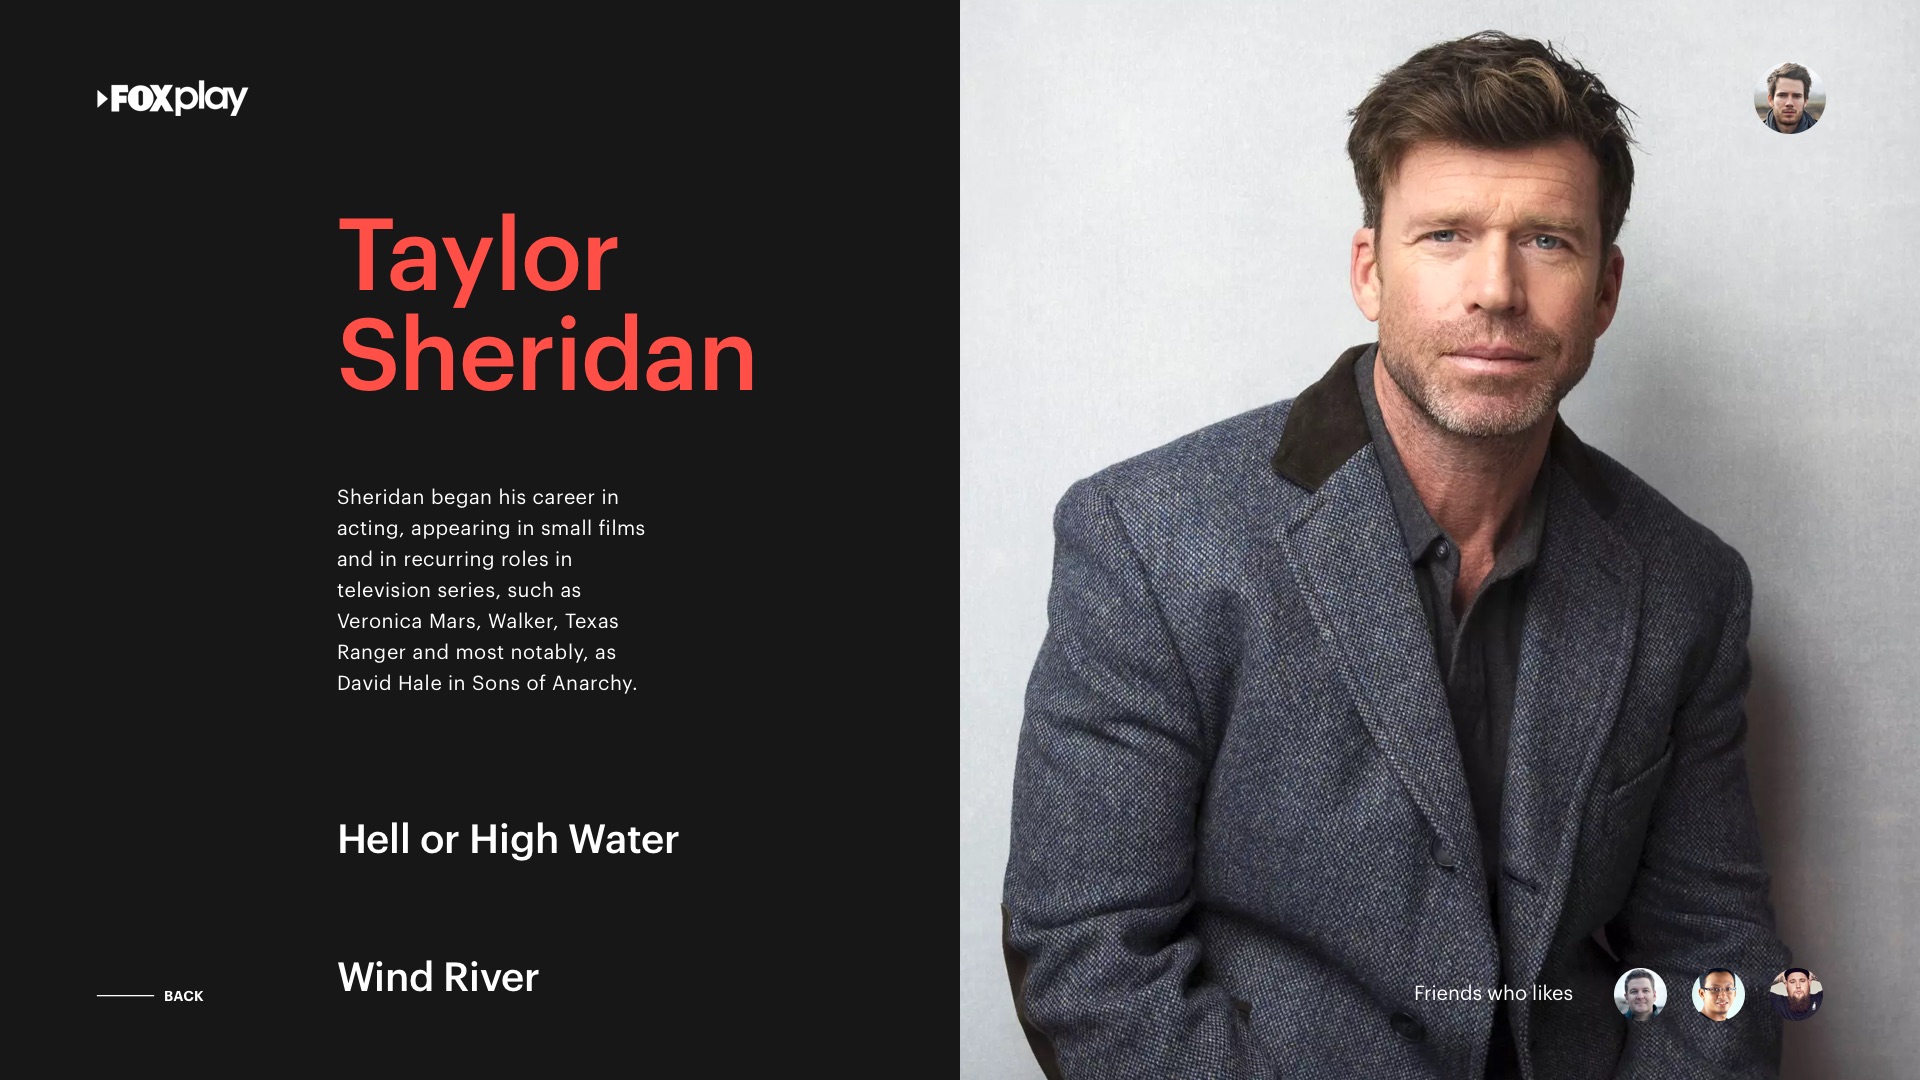 FOXplay
Taylor
Sheridan
Sheridan began his career in
acting, appearing in small films
and in recurring roles in
television series, such as
Veronica Mars, Walker, Texas
Ranger and most notably, as
David Hale in Sons of Anarchy.
Hell or High Water
Wind River
BACK
Friends who likes